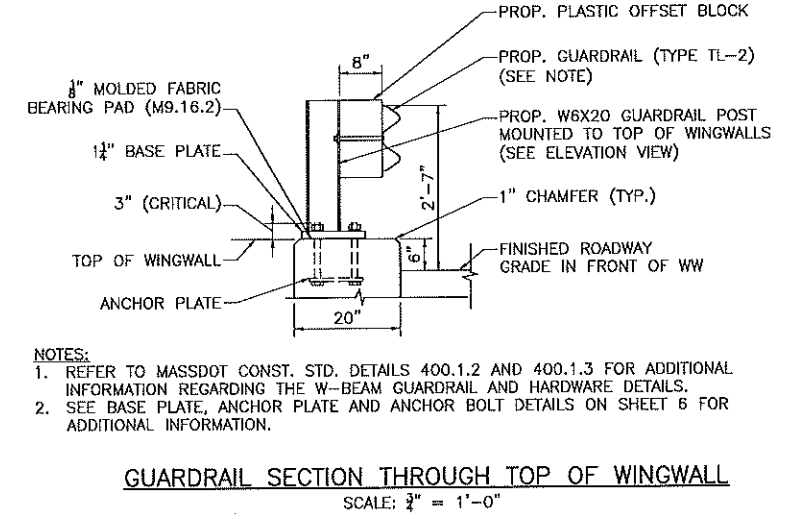 PROP. PLASTIC OFFSET BLOCK
8"
PROP. GUARDRAIL (TYPE TL-2)
(SEE NOTE)
⅛" MOLDED FABRIC
BEARING PAD (M9.16.2)
PROP. W6X20 GUARDRAIL POST
MOUNTED TO TOP OF WINGWALLS
(SEE ELEVATION VIEW)
1¼" BASE PLATE
2'-7"
3" (CRITICAL)
1" CHAMFER (TYP.)
TOP OF WINGWALL
6"
FINISHED ROADWAY
GRADE IN FRONT OF WW
ANCHOR PLATE
20"
NOTES:
1. REFER TO MASSDOT CONST. STD. DETAILS 400.1.2 AND 400.1.3 FOR ADDITIONAL
INFORMATION REGARDING THE W-BEAM GUARDRAIL AND HARDWARE DETAILS.
2. SEE BASE PLATE, ANCHOR PLATE AND ANCHOR BOLT DETAILS ON SHEET 6 FOR
ADDITIONAL INFORMATION.
GUARDRAIL SECTION THROUGH TOP OF WINGWALL
SCALE: ¾" = 1'-0"